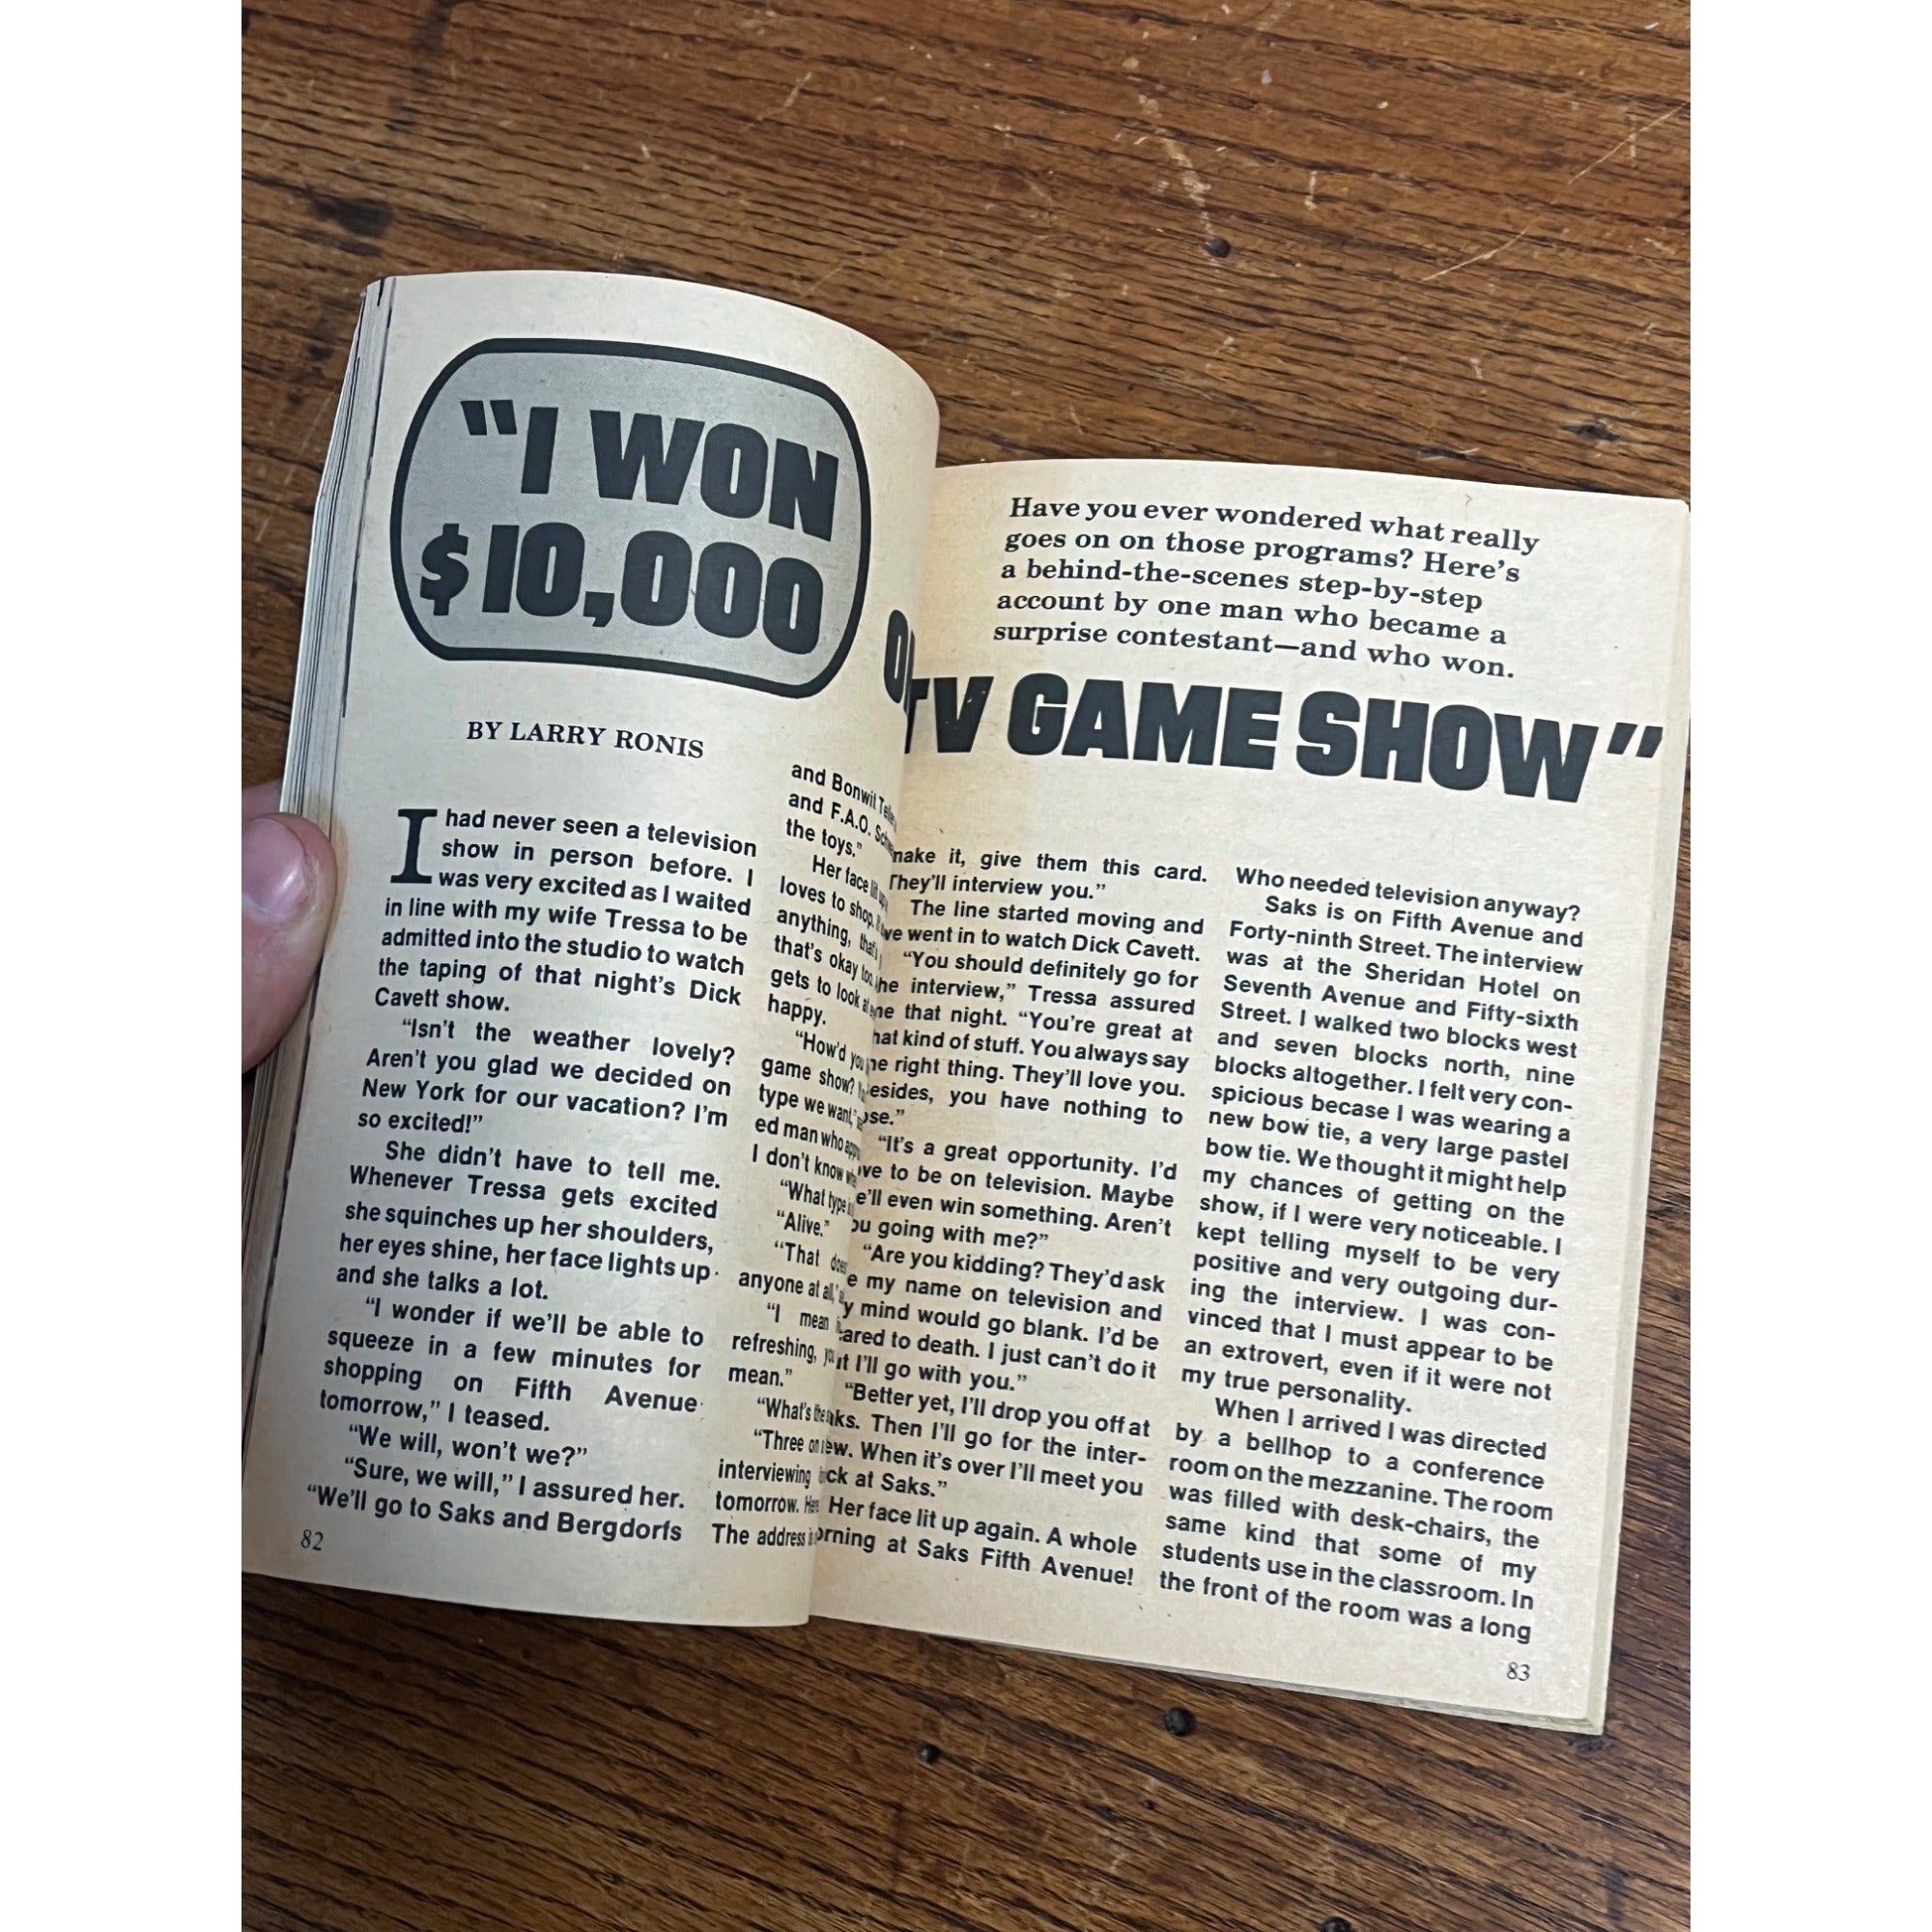 "I WON
$10,000
BY LARRY RONIS
I had never seen a television
show in person before. I
was very excited as I waited
in line with my wife Tressa to be
admitted into the studio to watch
the taping of that night's Dick
Cavett show.
"Isn't the weather lovely?
Aren't you glad we decided on
New York for our vacation? I'm
so excited!"
She didn't have to tell me.
Whenever Tressa gets excited
she squinches up her shoulders,
her eyes shine, her face lights up
and she talks a lot.
"I wonder if we'll be able to
squeeze in a few minutes for
shopping on Fifth Avenue
tomorrow," I teased.
"We will, won't we?"
"Sure, we will," I assured her.
"We'll go to Saks and Bergdorfs
82
and Bonwit
and F.A.O.
the toys."
Her face lit up
loves to shop.
anything,
that's okay too.
gets to look at
happy.
"How'd you
game show?
type we want,"
ed man who
I don't know
"What type
"Alive."
"That does
anyone at all,"
"I mean
refreshing, you
mean."
"What's the
"Three
interviewing
tomorrow.
The address
Have you ever wondered what really
goes on on those programs? Here's
a behind-the-scenes step-by-step
account by one man who became a
surprise contestant—and who won.
TV GAME SHOW"
make it, give them this card.
They'll interview you."
The line started moving and
we went in to watch Dick Cavett.
"You should definitely go for
the interview," Tressa assured
me that night. "You're great at
that kind of stuff. You always say
the right thing. They'll love you.
Besides, you have nothing to
lose."
"It's a great opportunity. I'd
love to be on television. Maybe
we'll even win something. Aren't
you going with me?"
"Are you kidding? They'd ask
me my name on television and
my mind would go blank. I'd be
scared to death. I just can't do it
but I'll go with you."
"Better yet, I'll drop you off at
Saks. Then I'll go for the inter-
view. When it's over I'll meet you
back at Saks."
Her face lit up again. A whole
morning at Saks Fifth Avenue!
Who needed television anyway?
Saks is on Fifth Avenue and
Forty-ninth Street. The interview
was at the Sheridan Hotel on
Seventh Avenue and Fifty-sixth
Street. I walked two blocks west
and seven blocks north, nine
blocks altogether. I felt very con-
spicious becase I was wearing a
new bow tie, a very large pastel
bow tie. We thought it might help
my chances of getting on the
show, if I were very noticeable. I
kept telling myself to be very
positive and very outgoing dur-
ing the interview. I was con-
vinced that I must appear to be
an extrovert, even if it were not
my true personality.
When I arrived I was directed
by a bellhop to a conference
room on the mezzanine. The room
was filled with desk-chairs, the
same kind that some of my
students use in the classroom. In
the front of the room was a long
83